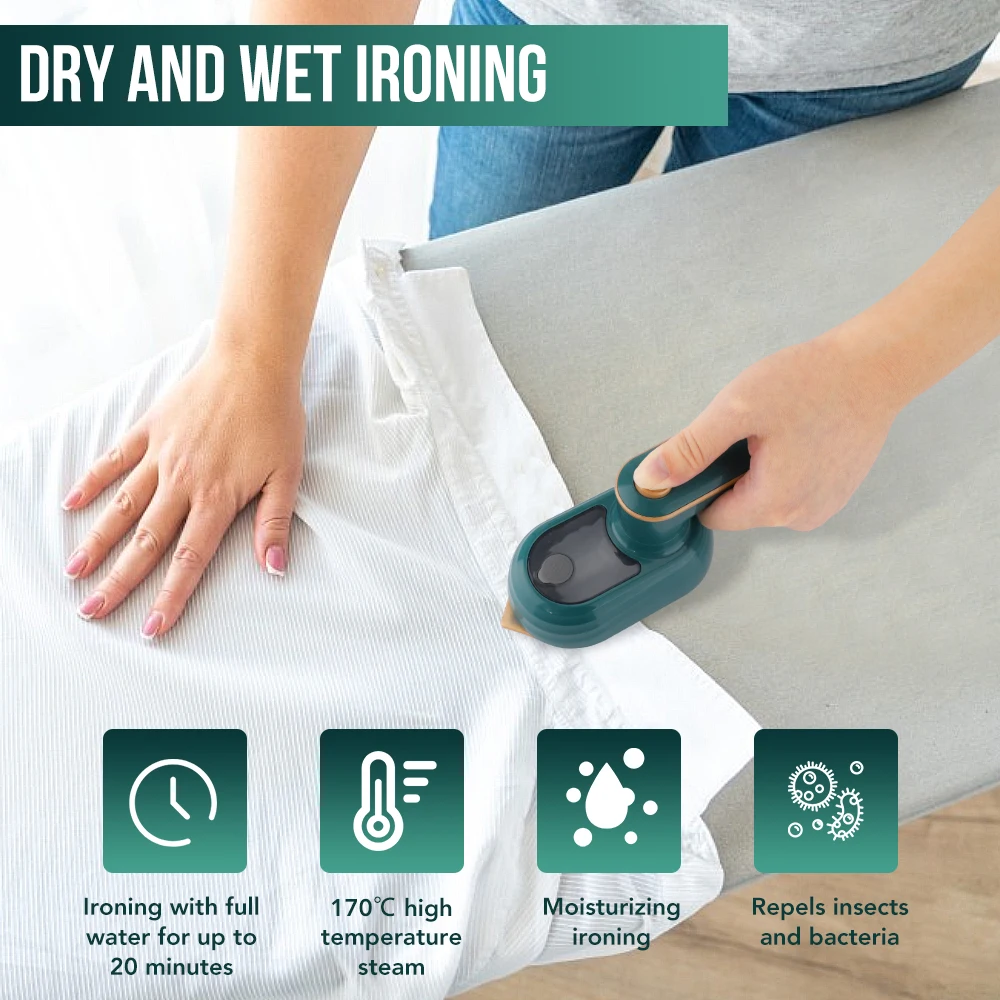 DRY AND WET IRONING
Ironing with full
water for up to
20 minutes
170℃ high
temperature
steam
Moisturizing
ironing
Repels insects
and bacteria